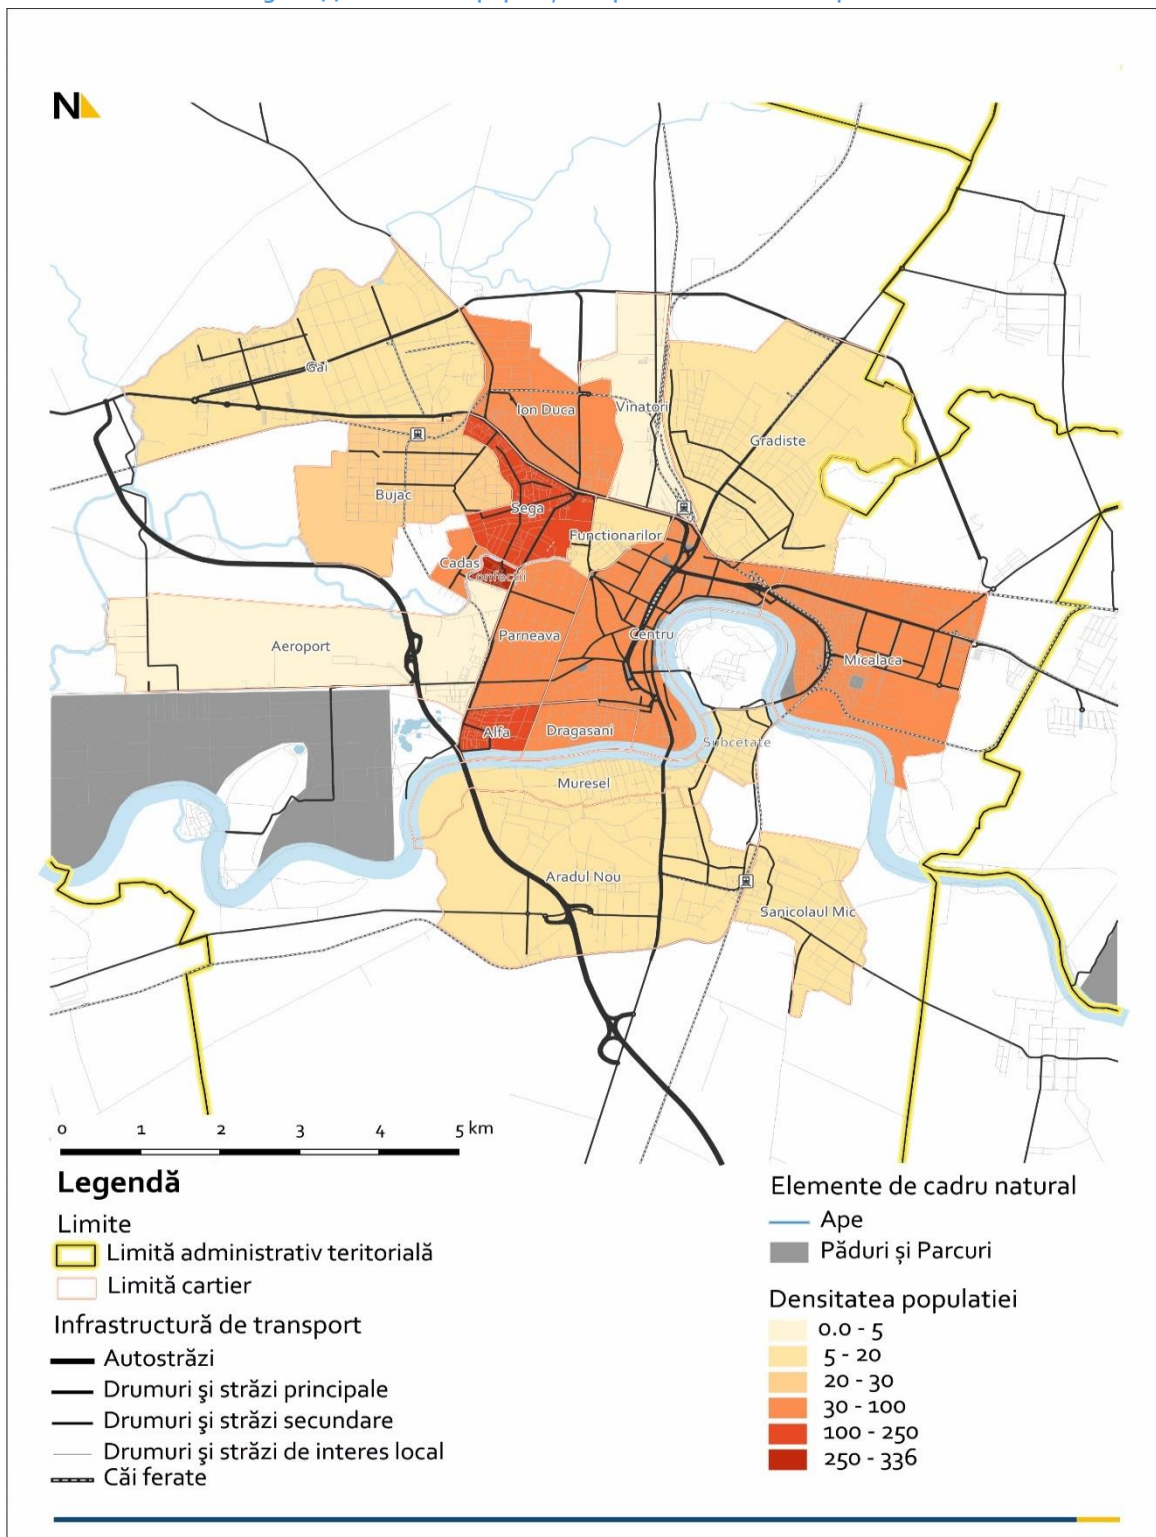 N
Gai
Ion Duca
Vinatori
Gradiste
Bujac
Sega
Functionarilor
Cadas
Confectii
Aeroport
Parneava
Centru
Micalaca
Alfa
Dragasani
Subcetate
Muresel
Aradul Nou
Sanicolaul Mic
0 1 2 3 4 5 km
Legendă
Limite
Limită administrativ teritorială
Limită cartier
Infrastructură de transport
Autostrăzi
Drumuri şi străzi principale
Drumuri şi străzi secundare
Drumuri şi străzi de interes local
Căi ferate
Elemente de cadru natural
Ape
Păduri și Parcuri
Densitatea populatiei
0.0 - 5
5 - 20
20 - 30
30 - 100
100 - 250
250 - 336